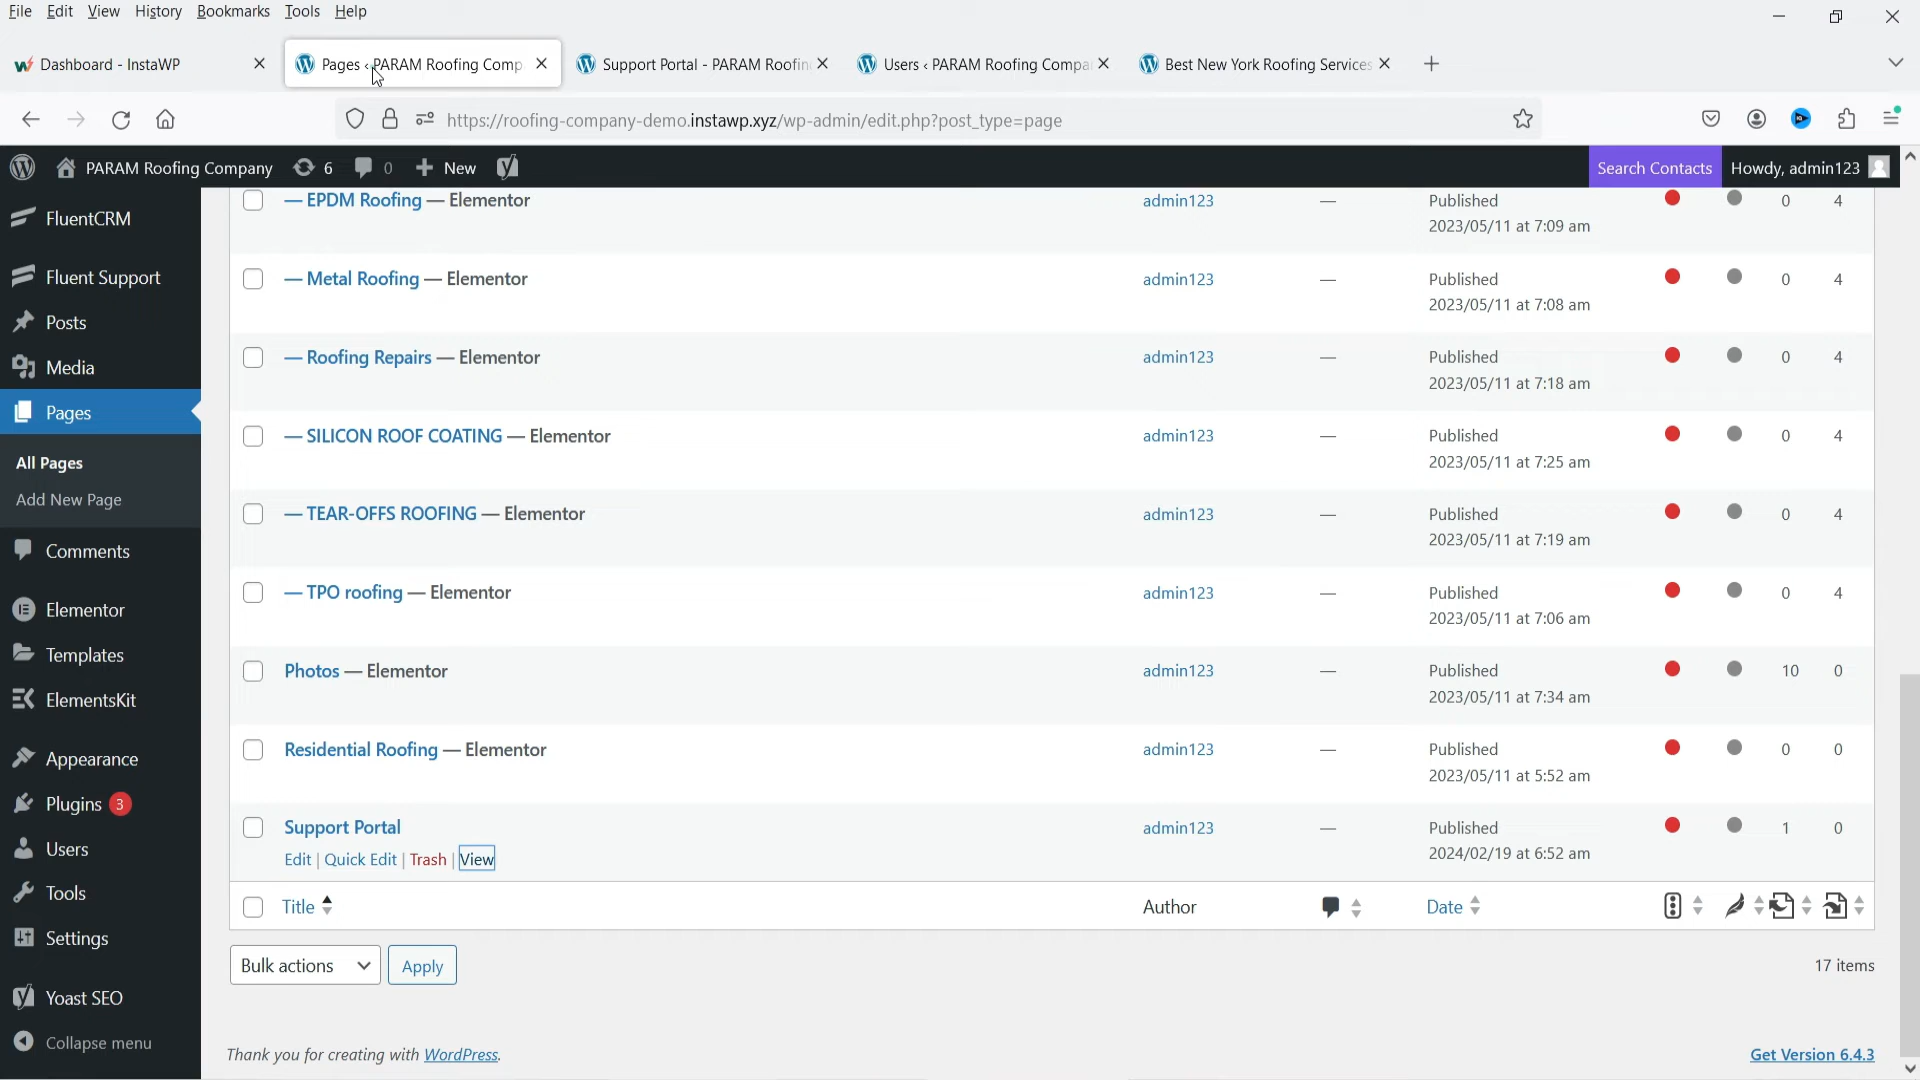 File Edit View History Bookmarks Tools Help
Dashboard - InstaWP
Pages ‹ PARAM Roofing Comp
Support Portal - PARAM Roofin
Users ‹ PARAM Roofing Compa
Best New York Roofing Services
https://roofing-company-demo.instawp.xyz/wp-admin/edit.php?post_type=page
PARAM Roofing Company 6 0 New Search Contacts Howdy, admin123
FluentCRM
Fluent Support
Posts
Media
Pages
All Pages
Add New Page
Comments
Elementor
Templates
ElementsKit
Appearance
Plugins 3
Users
Tools
Settings
Yoast SEO
Collapse menu
— EPDM Roofing — Elementor admin123 — Published 0 4
2023/05/11 at 7:09 am
— Metal Roofing — Elementor admin123 — Published 0 4
2023/05/11 at 7:08 am
— Roofing Repairs — Elementor admin123 — Published 0 4
2023/05/11 at 7:18 am
— SILICON ROOF COATING — Elementor admin123 — Published 0 4
2023/05/11 at 7:25 am
— TEAR-OFFS ROOFING — Elementor admin123 — Published 0 4
2023/05/11 at 7:19 am
— TPO roofing — Elementor admin123 — Published 0 4
2023/05/11 at 7:06 am
Photos — Elementor admin123 — Published 10 0
2023/05/11 at 7:34 am
Residential Roofing — Elementor admin123 — Published 0 0
2023/05/11 at 5:52 am
Support Portal admin123 — Published 1 0
Edit | Quick Edit | Trash | View 2024/02/19 at 6:52 am
Title Author Date
Bulk actions Apply 17 items
Thank you for creating with WordPress. Get Version 6.4.3